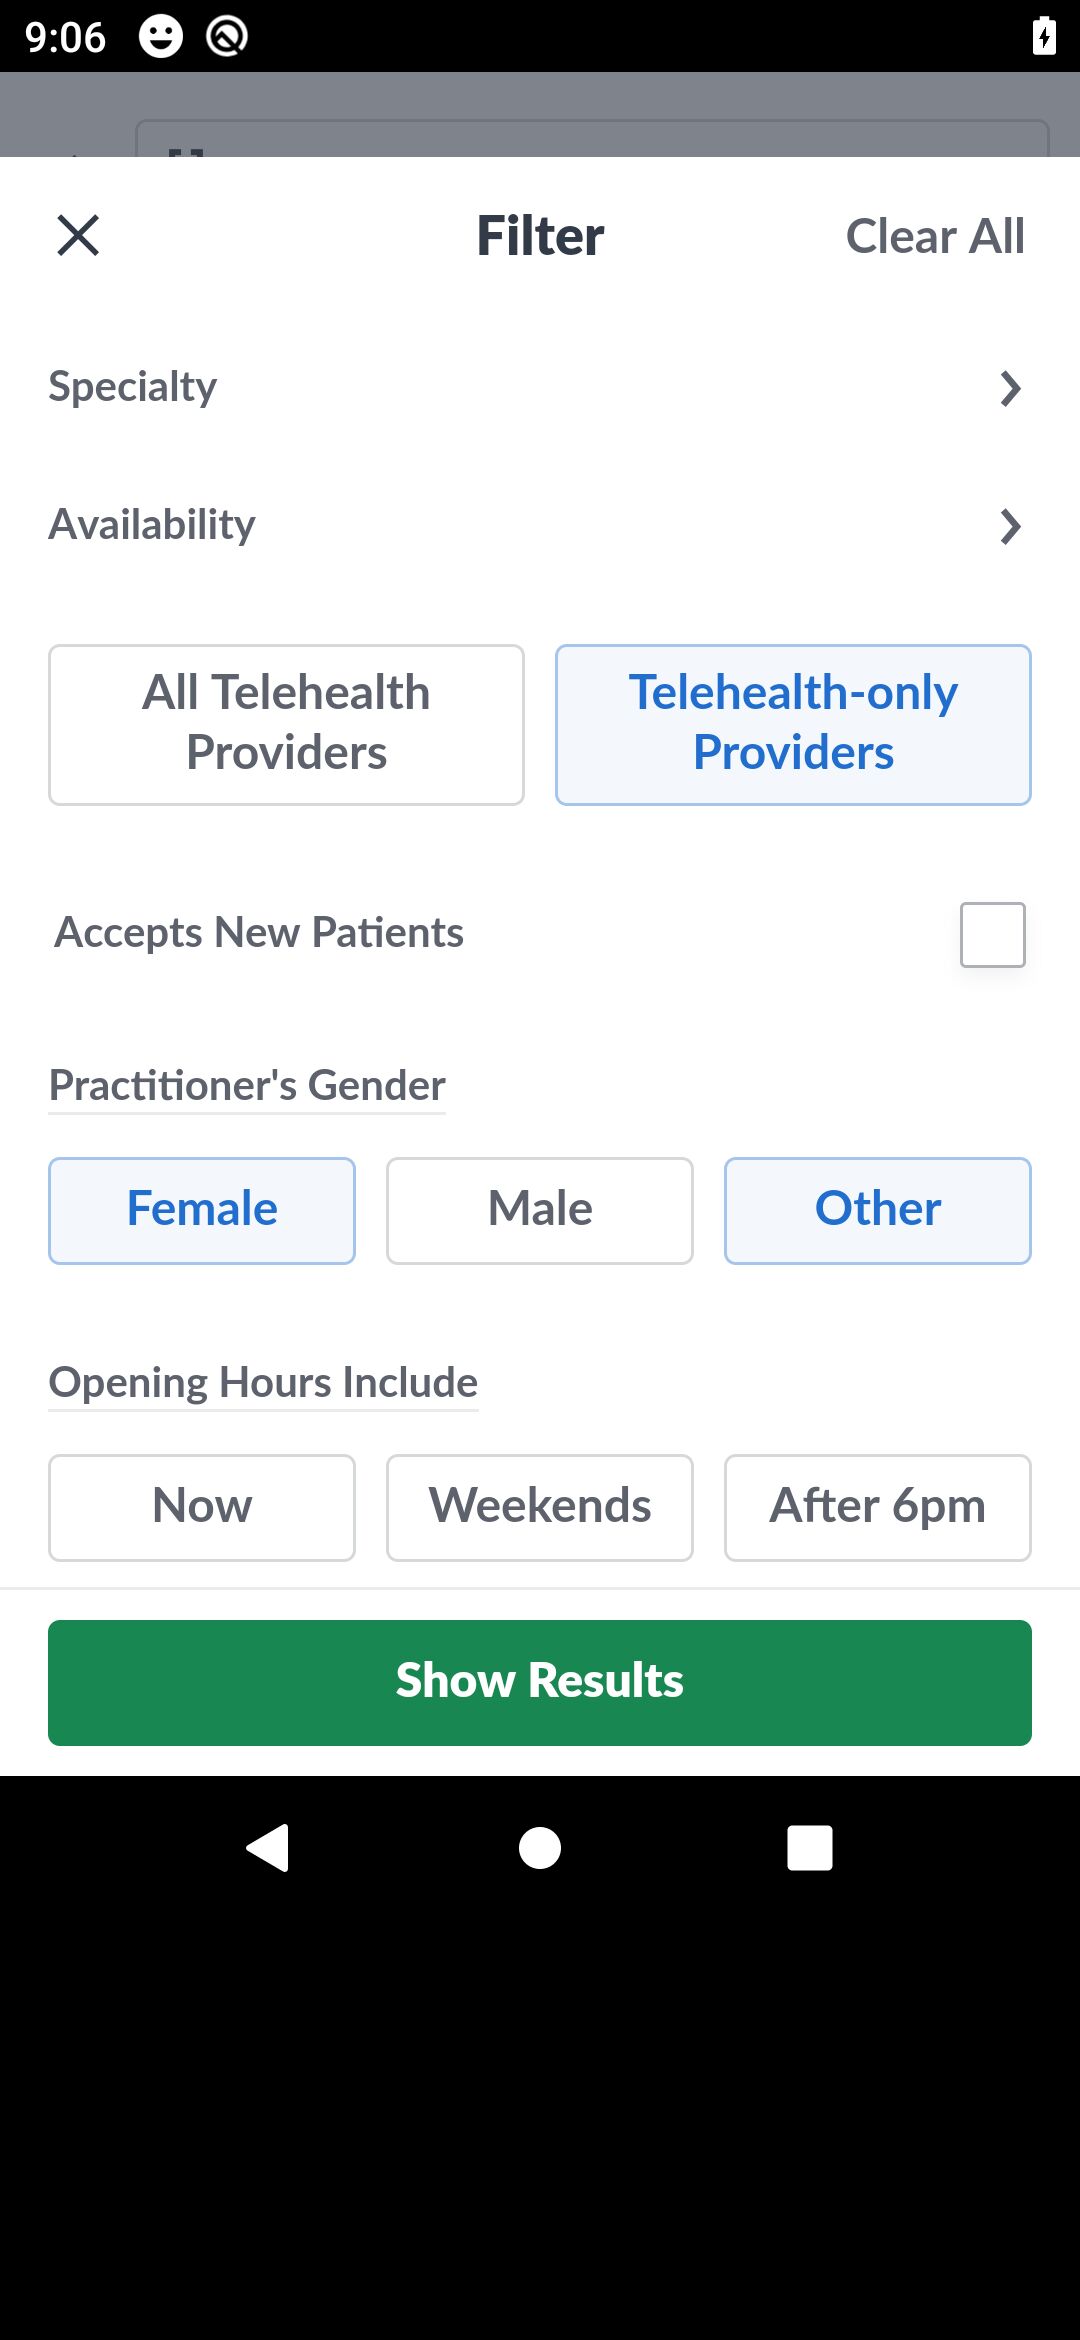 9:06
Filter
Clear All
Specialty
Availability
All Telehealth
Providers
Telehealth-only
Providers
Accepts New Patients
Practitioner's Gender
Female
Male
Other
Opening Hours Include
Now
Weekends
After 6pm
Show Results